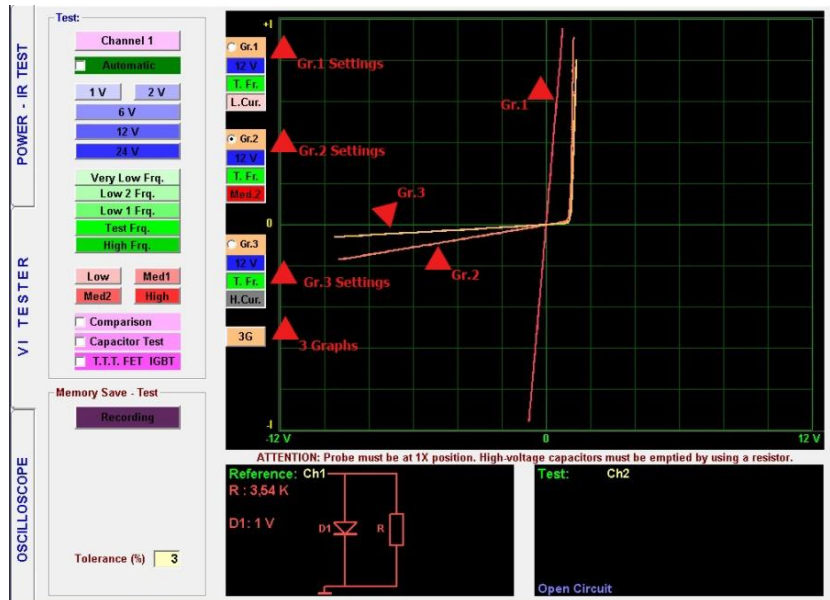 POWER - IR TEST
VI TESTER
OSCILLOSCOPE
Test:
Channel 1
Automatic
1 V
2 V
6 V
12 V
24 V
Very Low Frq.
Low 2 Frq.
Low 1 Frq.
Test Frq.
High Frq.
Low
Med1
Med2
High
Comparison
Capacitor Test
T.T.T. FET IGBT
Memory Save - Test
Recording
Tolerance (%) 3
+I
Gr.1
12 V
T. Fr.
L.Cur.
Gr.1 Settings
Gr.2
12 V
T. Fr.
Med.2
Gr.2 Settings
0
Gr.3
12 V
T. Fr.
H.Cur.
Gr.3 Settings
3G
3 Graphs
-I
Gr.1
Gr.3
Gr.2
-12 V
0
12 V
ATTENTION: Probe must be at 1X position. High-voltage capacitors must be emptied by using a resistor.
Reference: Ch1
R : 3,54 K
D1: 1 V
D1
R
Test: Ch2
Open Circuit